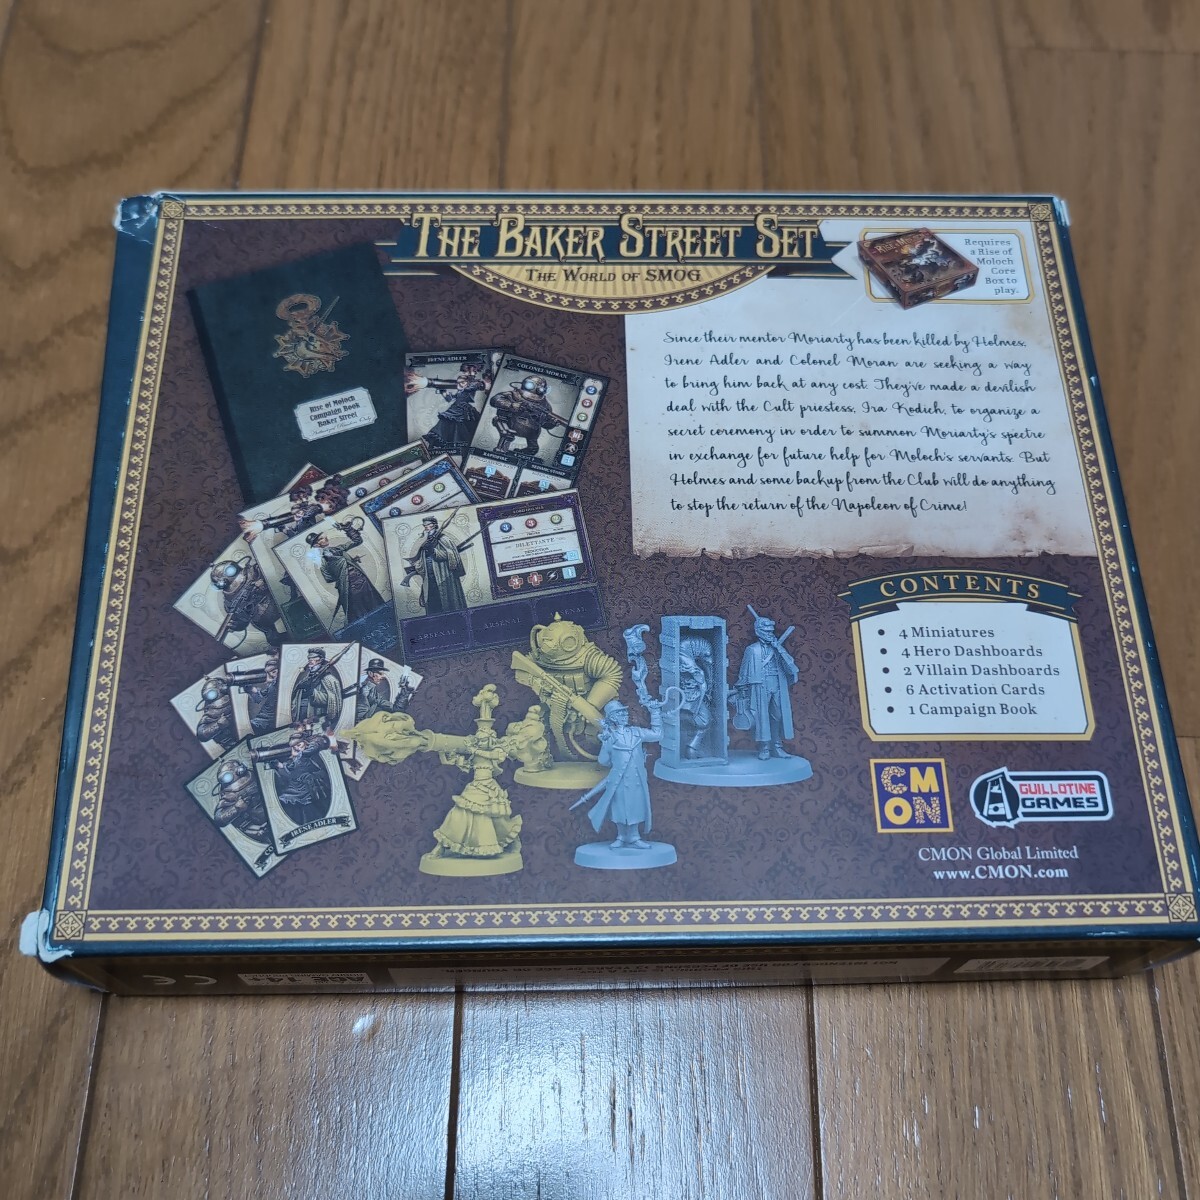 THE BAKER STREET SET
THE WORLD OF SMOG
Requires
a Rise of
Moloch
Core
Box to
play.
Since their mentor Moriarty has been killed by Holmes,
Irene Adler and Colonel Moran are seeking a way
to bring him back at any cost. They've made a devilish
deal with the Cult priestess, Ira Kodich, to organize a
secret ceremony in order to summon Moriarty's spectre
in exchange for future help for Moloch's servants. But
Holmes and some backup from the Club will do anything
to stop the return of the Napoleon of Crime!
Rise of Moloch
Campaign Book
Baker Street
IRENE ADLER
COLONEL MORAN
DILETTANTE
ARSENAL
ARSENAL
ARSENAL
IRENE ADLER
CONTENTS
• 4 Miniatures
• 4 Hero Dashboards
• 2 Villain Dashboards
• 6 Activation Cards
• 1 Campaign Book
CMON
GUILLOTINE
GAMES
CMON Global Limited
www.CMON.com
CE
AGE 14+